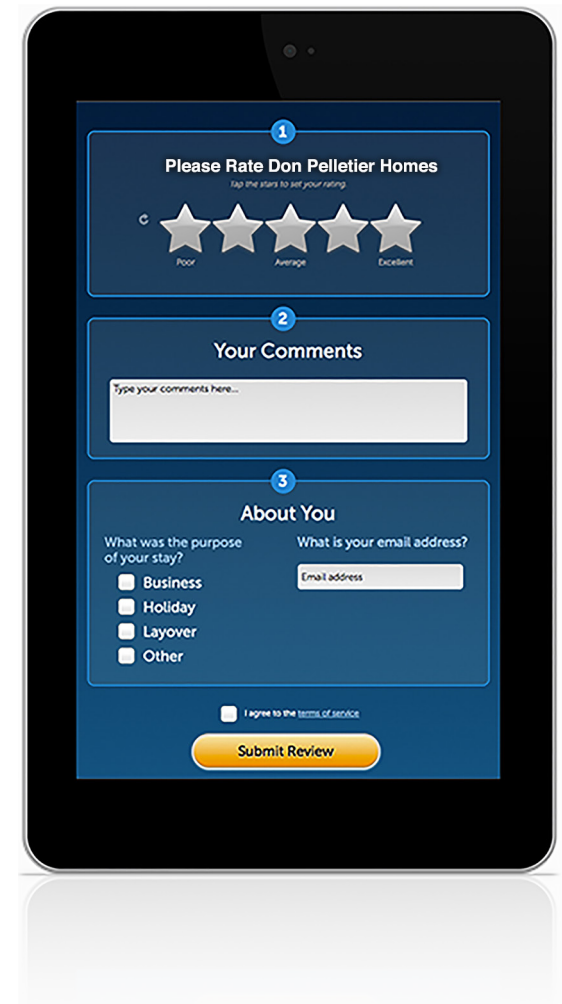 1
Please Rate Don Pelletier Homes
Tap the stars to set your rating.
Poor Average Excellent
2
Your Comments
Type your comments here...
3
About You
What was the purpose
of your stay?
Business
Holiday
Layover
Other
What is your email address?
Email address
I agree to the terms of service
Submit Review